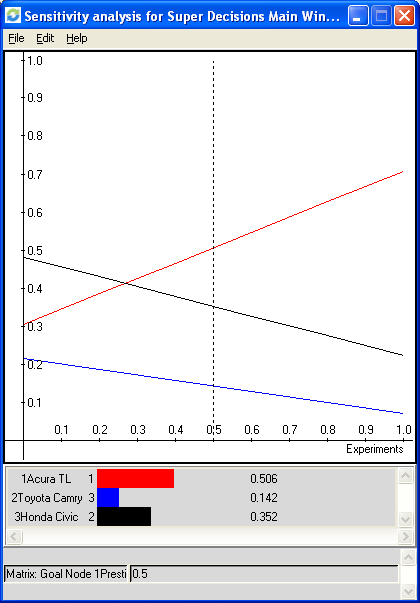 Sensitivity analysis for Super Decisions Main Win...
File Edit Help
1.0
0.9
0.8
0.7
0.6
0.5
0.4
0.3
0.2
0.1
0.1 0.2 0.3 0.4 0.5 0.6 0.7 0.8 0.9 1.0
Experiments
1Acura TL 1 0.506
2Toyota Camry 3 0.142
3Honda Civic 2 0.352
Matrix: Goal Node 1Presti 0.5